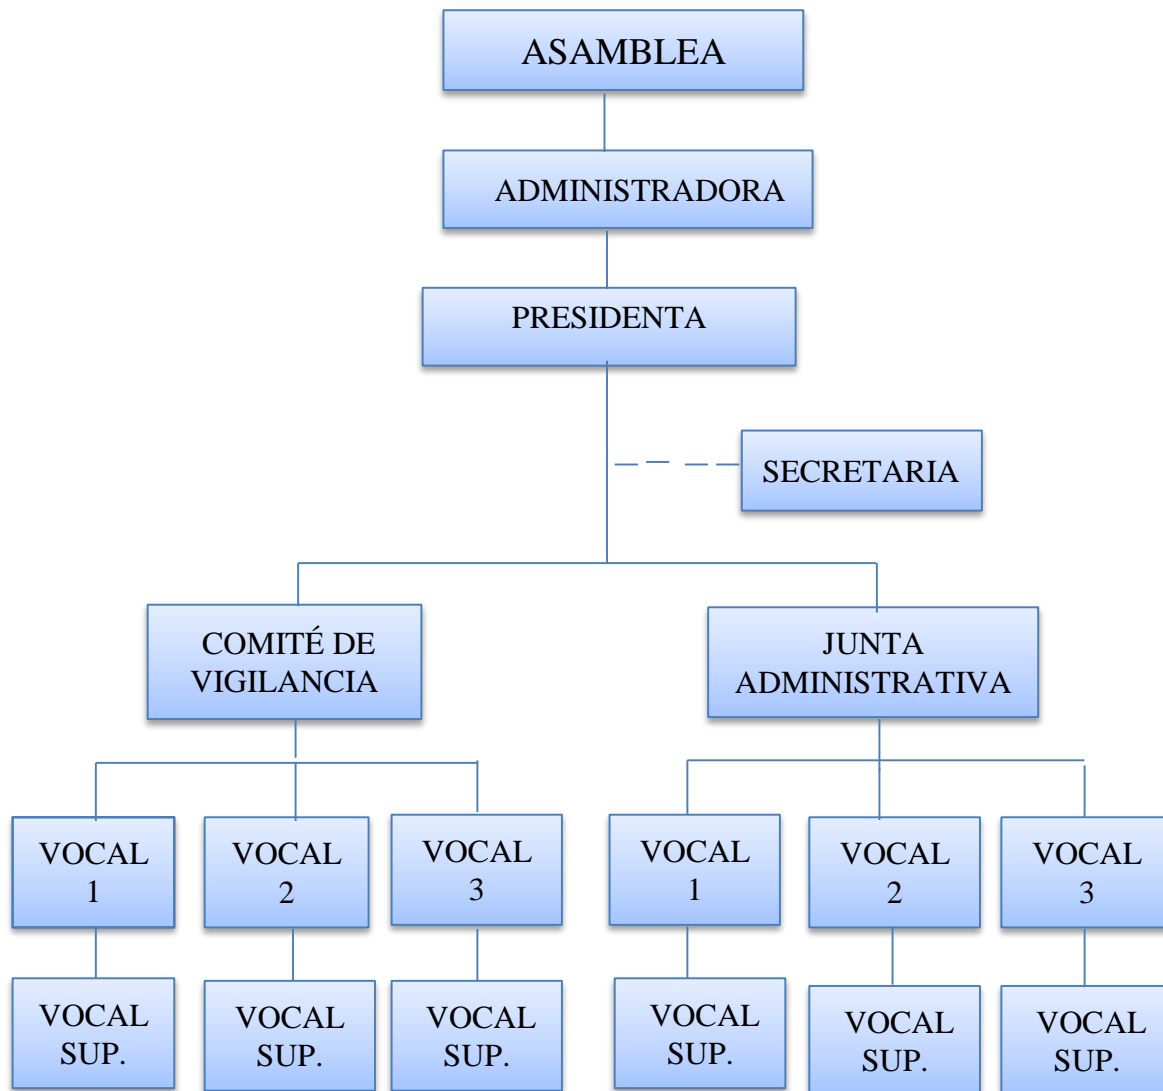 ASAMBLEA
ADMINISTRADORA
PRESIDENTA
SECRETARIA
COMITÉ DE
VIGILANCIA
JUNTA
ADMINISTRATIVA
VOCAL
1
VOCAL
2
VOCAL
3
VOCAL
1
VOCAL
2
VOCAL
3
VOCAL
SUP.
VOCAL
SUP.
VOCAL
SUP.
VOCAL
SUP.
VOCAL
SUP.
VOCAL
SUP.